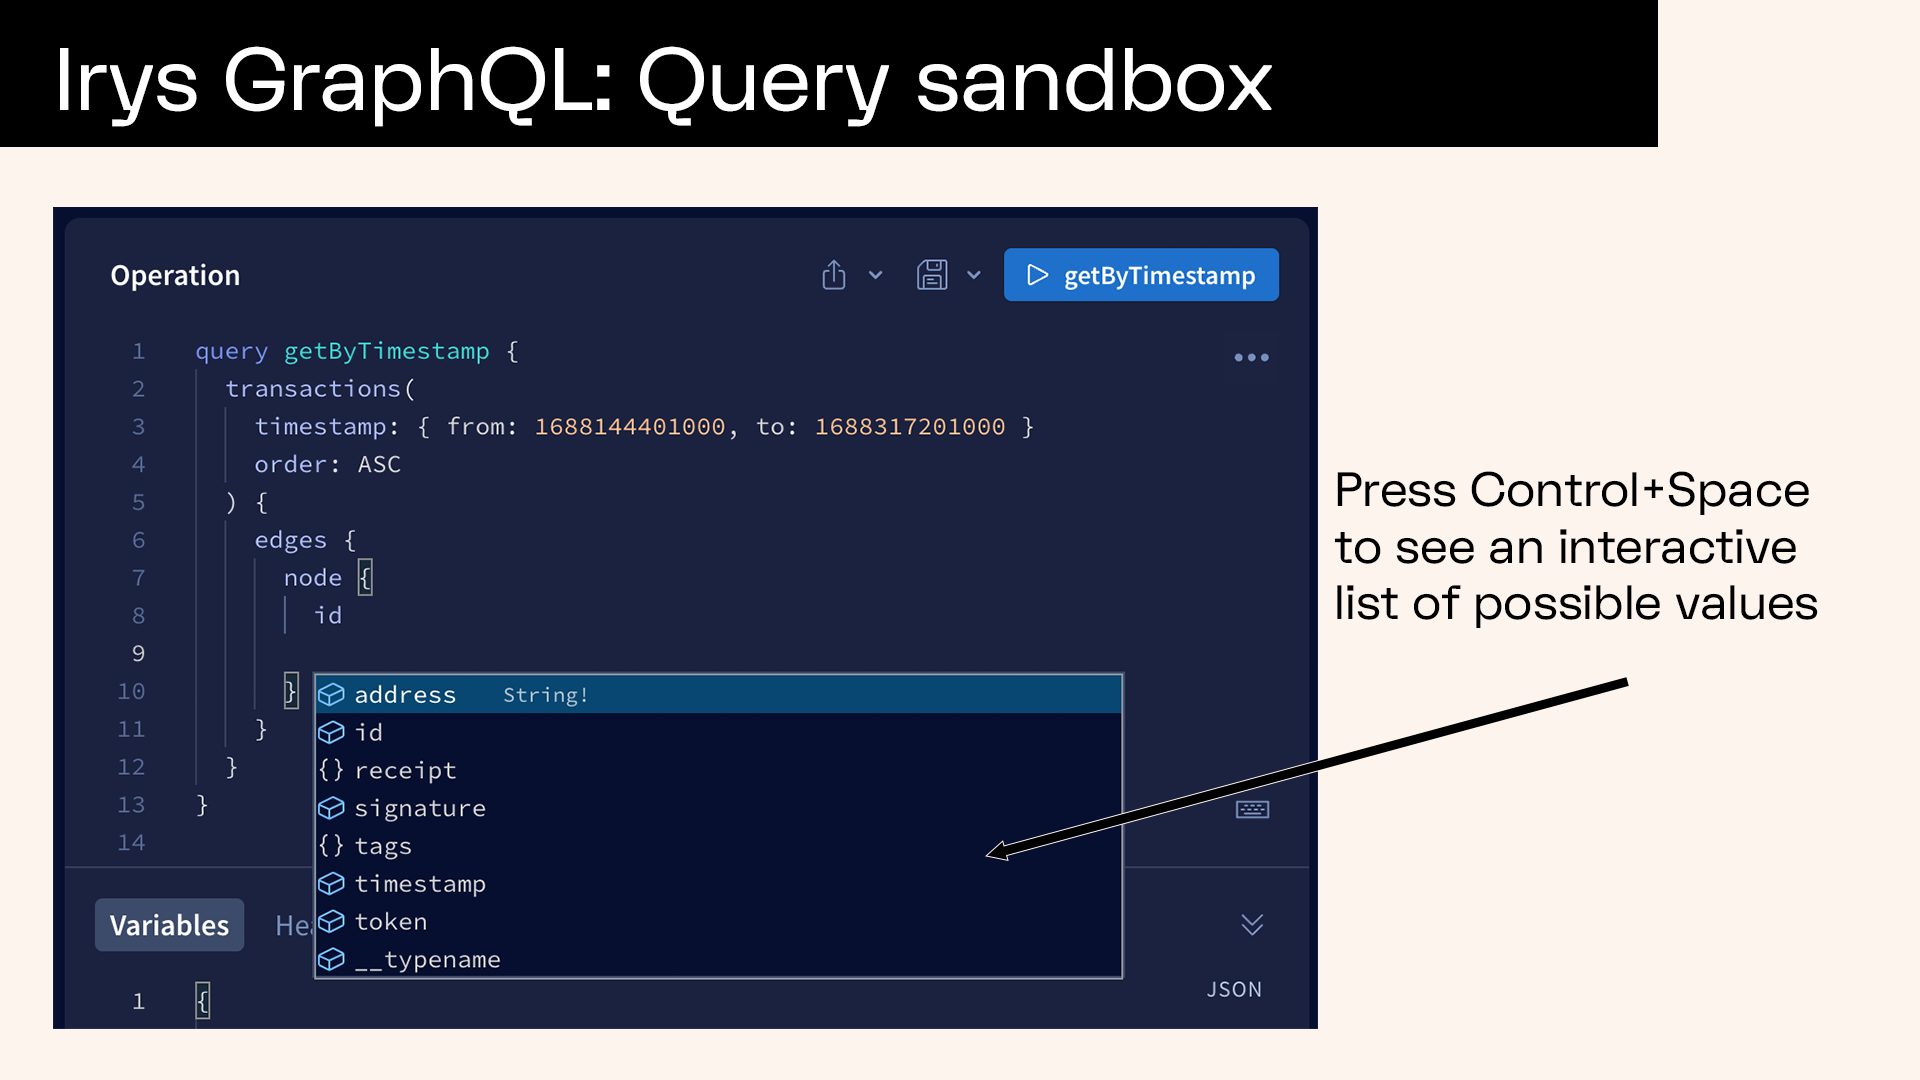 Irys GraphQL: Query sandbox
Operation
getByTimestamp
1 query getByTimestamp {
2 transactions(
3 timestamp: { from: 1688144401000, to: 1688317201000 }
4 order: ASC
5 ) {
6 edges {
7 node {
8 id
9
10 }
11 }
12 }
13 }
14
address String!
id
{} receipt
signature
{} tags
timestamp
token
__typename
Press Control+Space
to see an interactive
list of possible values
Variables
JSON
1 {